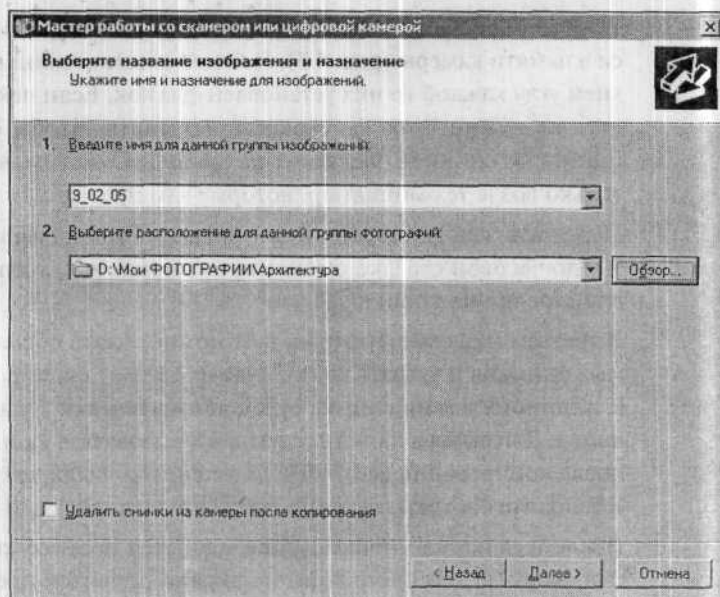 Мастер работы со сканером или цифровой камерой
Выберите название изображения и назначение
Укажите имя и назначение для изображений.
1. Введите имя для данной группы изображений:
9_02_05
2. Выберите расположение для данной группы фотографий:
D:\Мои ФОТОГРАФИИ\Архитектура
Обзор...
Удалить снимки из камеры после копирования
< Назад
Далее >
Отмена